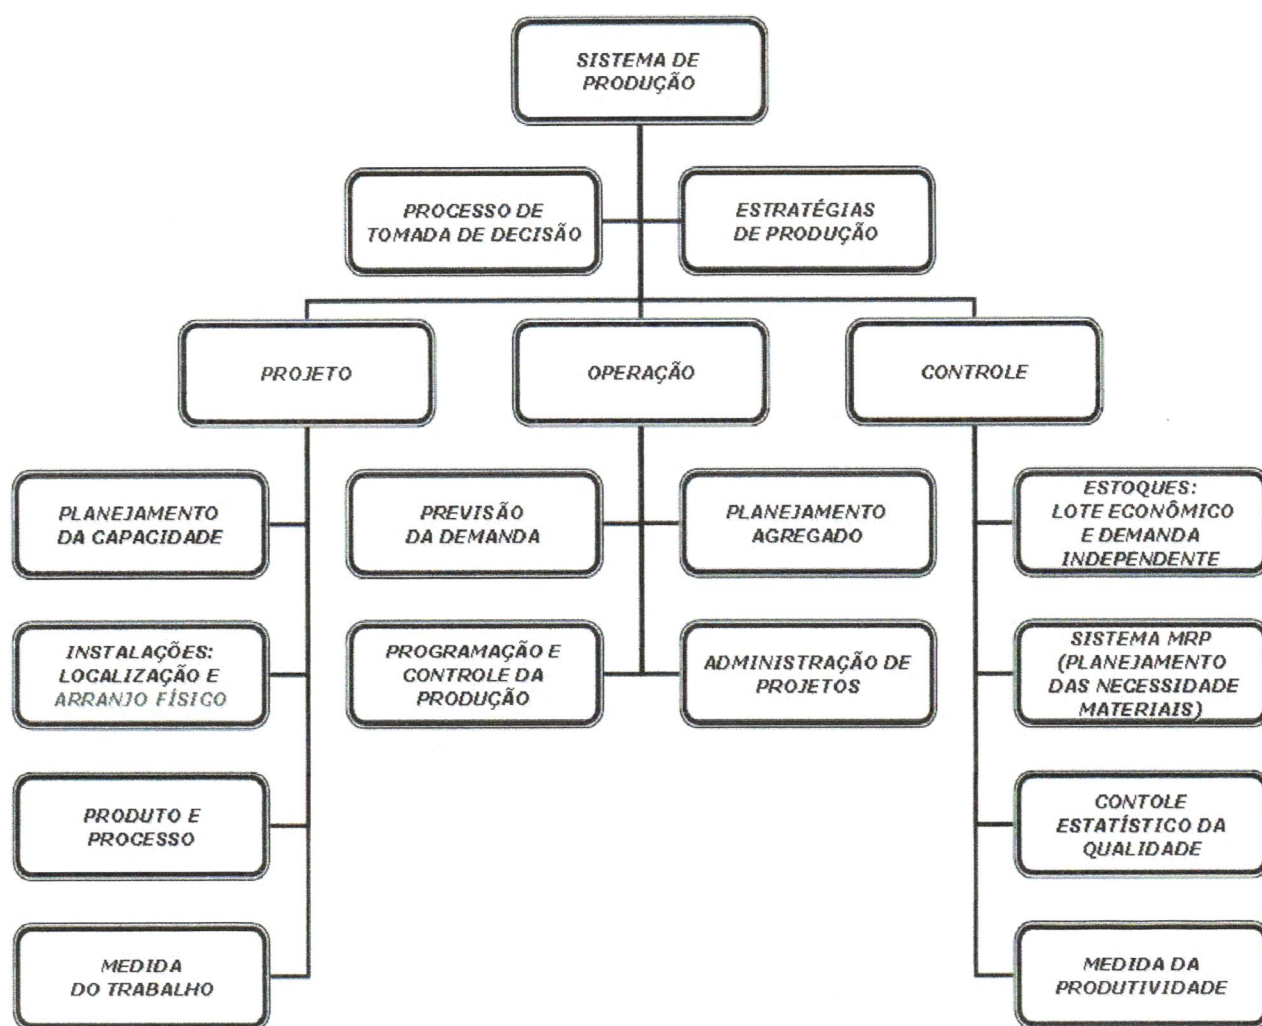 SISTEMA DE
PRODUÇÃO
PROCESSO DE
TOMADA DE DECISÃO
ESTRATÉGIAS
DE PRODUÇÃO
PROJETO
OPERAÇÃO
CONTROLE
PLANEJAMENTO
DA CAPACIDADE
PREVISÃO
DA DEMANDA
PLANEJAMENTO
AGREGADO
ESTOQUES:
LOTE ECONÔMICO
E DEMANDA
INDEPENDENTE
INSTALAÇÕES:
LOCALIZAÇÃO E
ARRANJO FÍSICO
PROGRAMAÇÃO E
CONTROLE DA
PRODUÇÃO
ADMINISTRAÇÃO DE
PROJETOS
SISTEMA MRP
(PLANEJAMENTO
DAS NECESSIDADE
MATERIAIS)
PRODUTO E
PROCESSO
CONTOLE
ESTATÍSTICO DA
QUALIDADE
MEDIDA
DO TRABALHO
MEDIDA DA
PRODUTIVIDADE